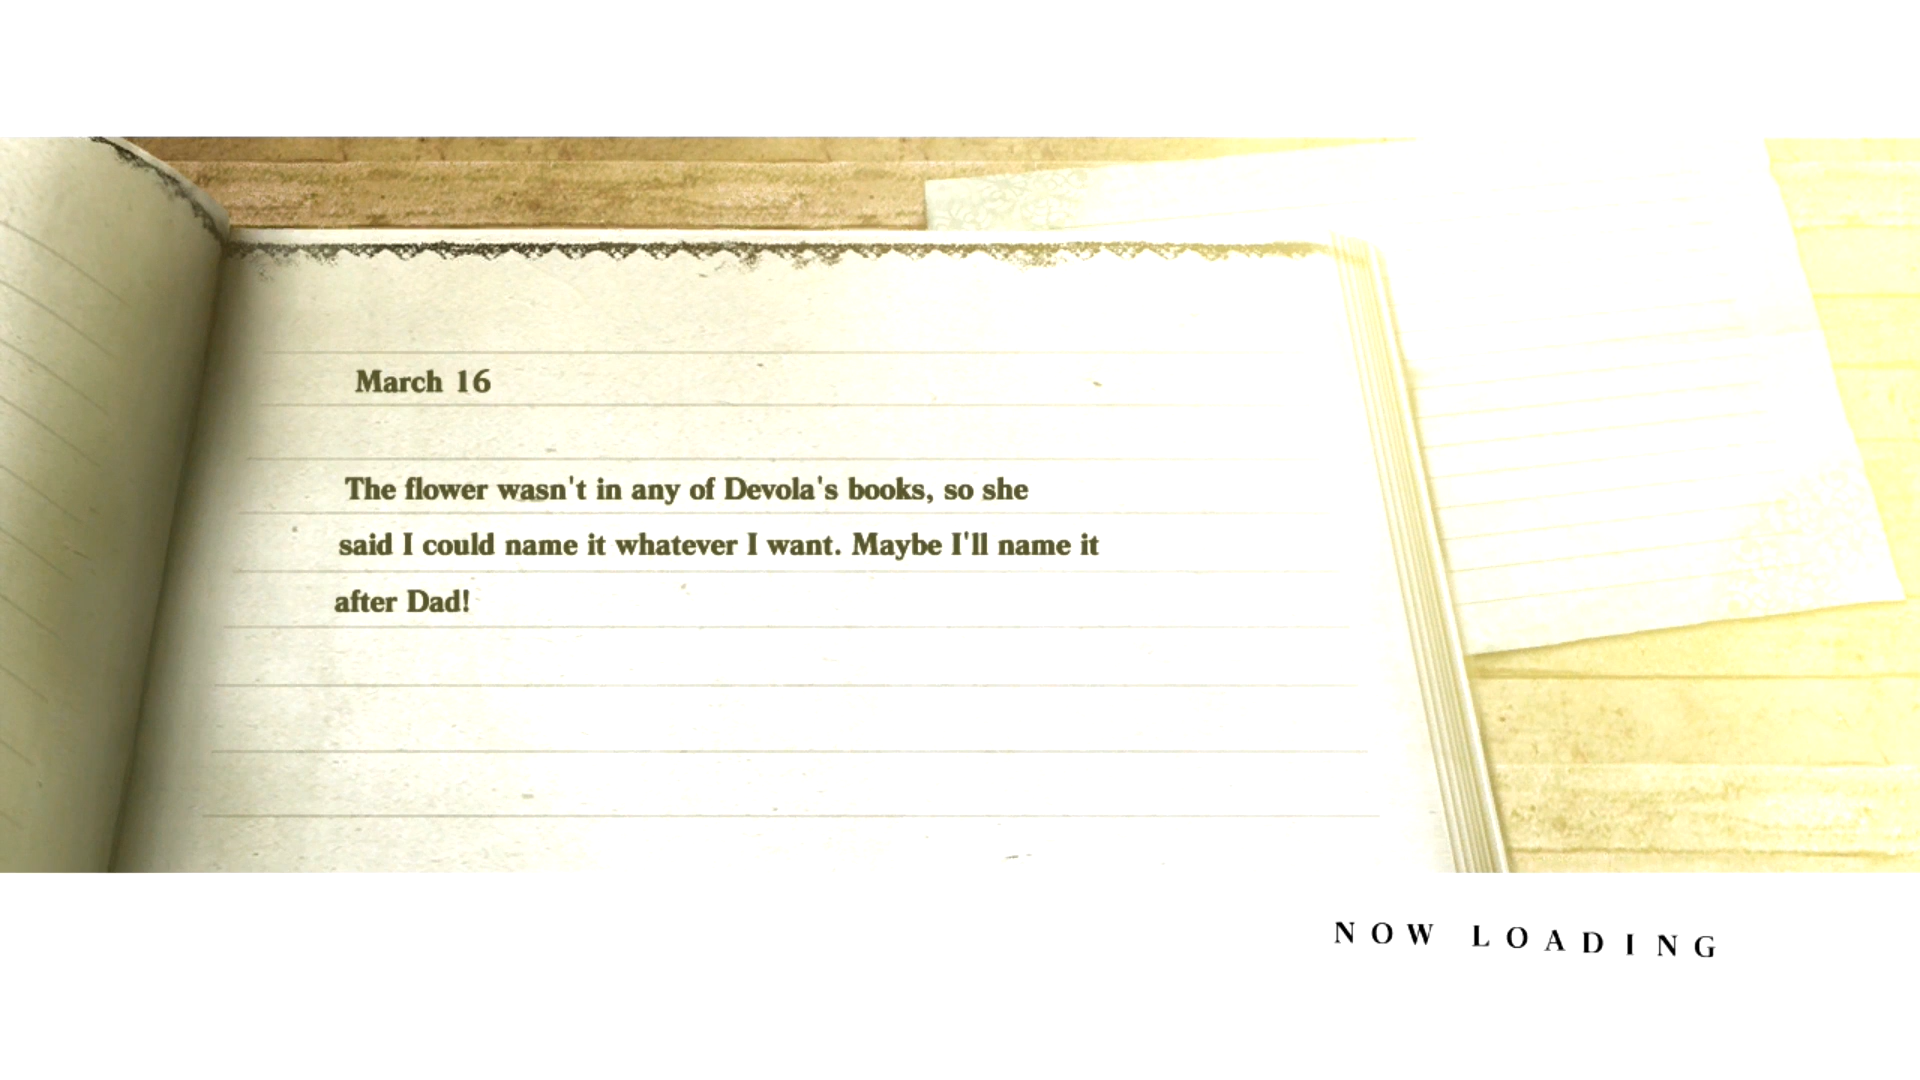 March 16
The flower wasn't in any of Devola's books, so she
said I could name it whatever I want. Maybe I'll name it
after Dad!
NOW LOADING